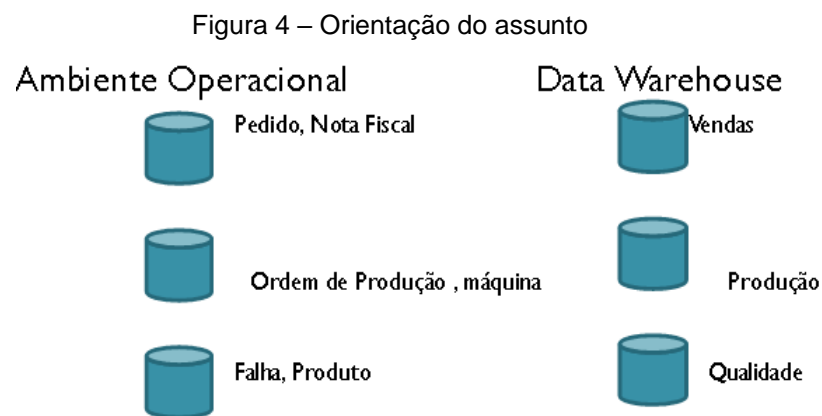 Figura 4 – Orientação do assunto
Ambiente Operacional
Data Warehouse
Pedido, Nota Fiscal
Vendas
Ordem de Produção , máquina
Produção
Falha, Produto
Qualidade